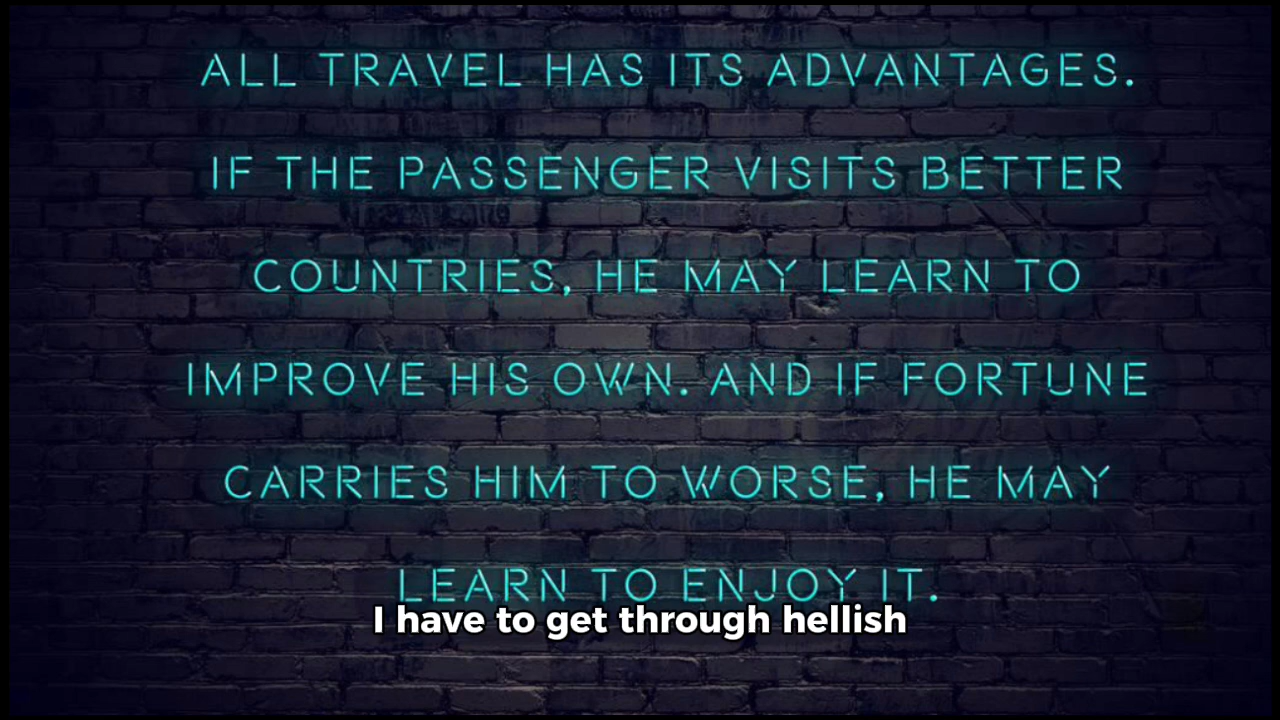 ALL TRAVEL HAS ITS ADVANTAGES.
IF THE PASSENGER VISITS BETTER
COUNTRIES, HE MAY LEARN TO
IMPROVE HIS OWN. AND IF FORTUNE
CARRIES HIM TO WORSE, HE MAY
LEARN TO ENJOY IT.
I have to get through hellish